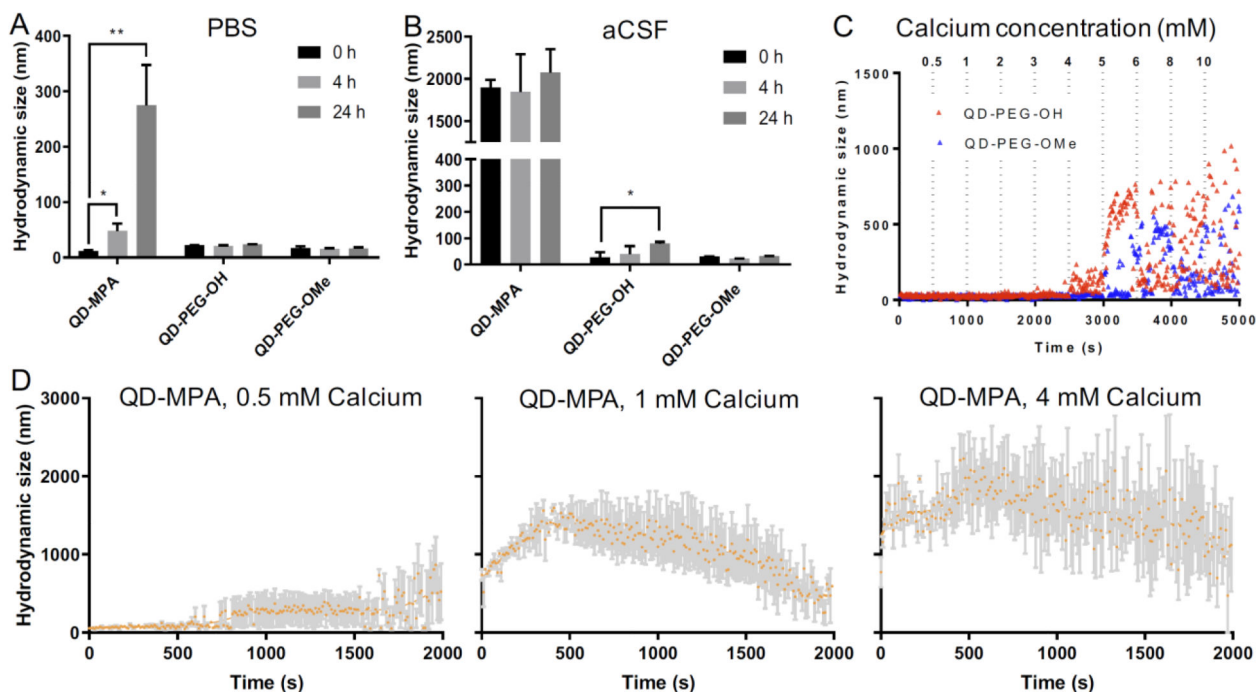 A
PBS
Hydrodynamic size (nm)
400
300
200
100
0
**
*
0 h
4 h
24 h
QD-MPA
QD-PEG-OH
QD-PEG-OMe
B
aCSF
Hydrodynamic size (nm)
2500
2000
1500
400
300
200
100
0
*
0 h
4 h
24 h
QD-MPA
QD-PEG-OH
QD-PEG-OMe
C
Calcium concentration (mM)
0.5 1 2 3 4 5 6 8 10
Hydrodynamic size (nm)
1500
1000
500
0
QD-PEG-OH
QD-PEG-OMe
0 1000 2000 3000 4000 5000
Time (s)
D
Hydrodynamic size (nm)
3000
2000
1000
0
QD-MPA, 0.5 mM Calcium
0 500 1000 1500 2000
Time (s)
QD-MPA, 1 mM Calcium
0 500 1000 1500 2000
Time (s)
QD-MPA, 4 mM Calcium
0 500 1000 1500 2000
Time (s)